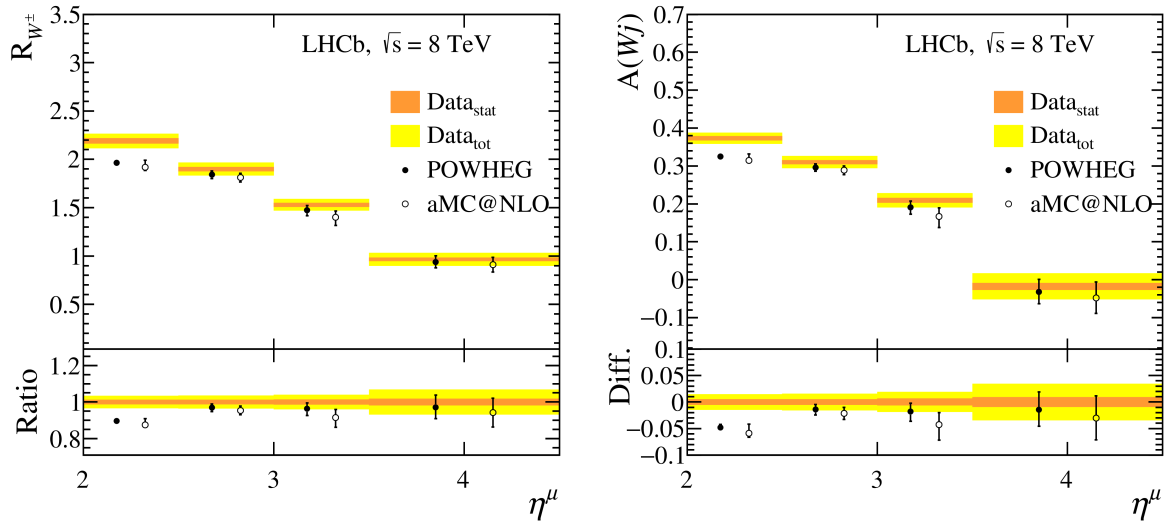 R_{W^±}
3.5
3
2.5
2
1.5
1
0.5
LHCb, √s = 8 TeV
Data_stat
Data_tot
POWHEG
aMC@NLO
Ratio
1.2
1
0.8
2
3
4
η^μ
A(Wj)
0.7
0.6
0.5
0.4
0.3
0.2
0.1
0
−0.1
LHCb, √s = 8 TeV
Data_stat
Data_tot
POWHEG
aMC@NLO
Diff.
0.1
0.05
0
−0.05
−0.1
2
3
4
η^μ